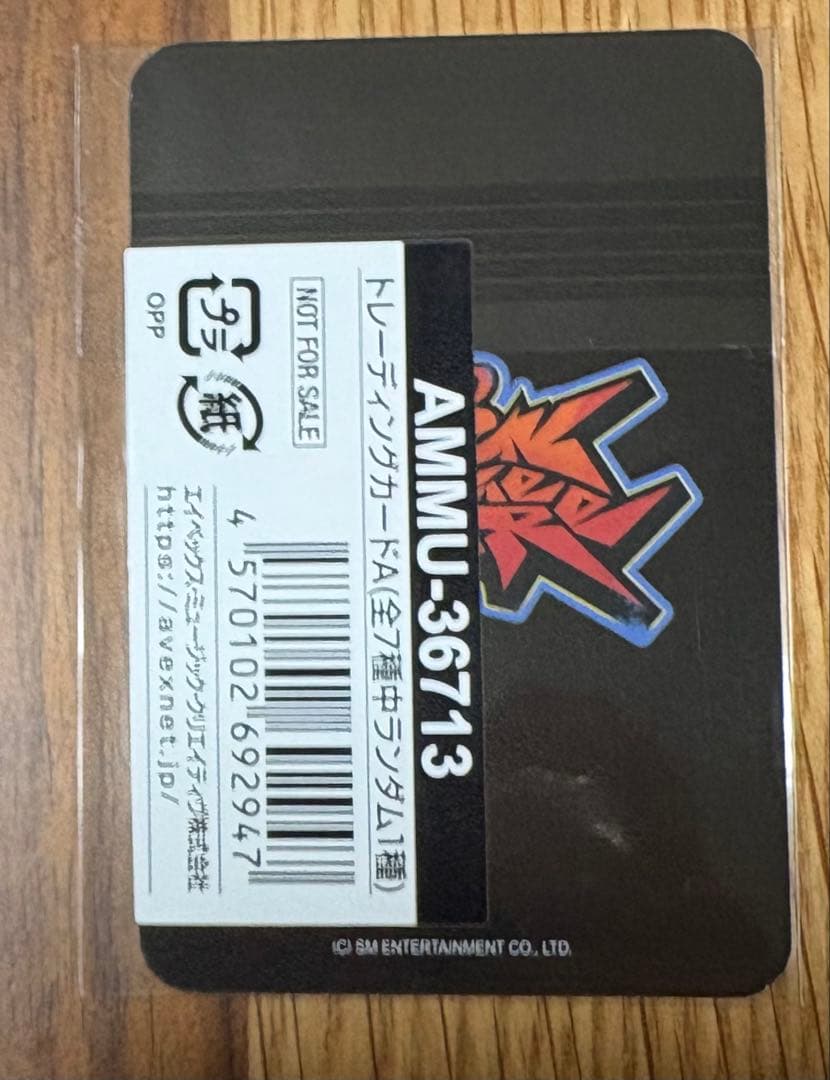 AMMU-36713
トレーディングカードA(全7種中ランダム1種)
NOT FOR SALE
4 570102 692947
プラ
紙
OPP
エイベックス・ミュージック・クリエイティヴ株式会社
https://avexnet.jp/
(C) SM ENTERTAINMENT CO., LTD.